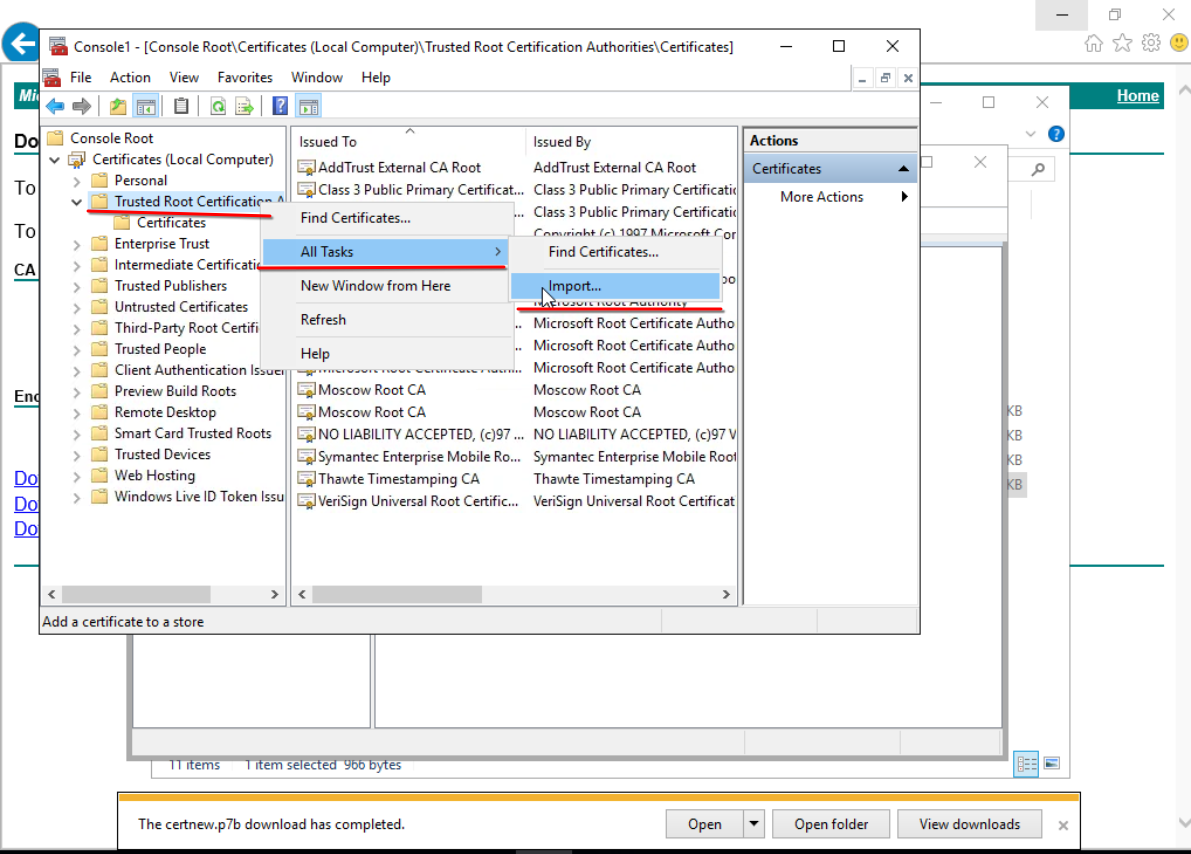 Console1 - [Console Root\Certificates (Local Computer)\Trusted Root Certification Authorities\Certificates]
File Action View Favorites Window Help
Mi
Home
Do
To
To
CA
Enc
Do
Do
Do
Console Root
Certificates (Local Computer)
Personal
Trusted Root Certification A
Certificates
Enterprise Trust
Intermediate Certificati
Trusted Publishers
Untrusted Certificates
Third-Party Root Certifi
Trusted People
Client Authentication Issuer
Preview Build Roots
Remote Desktop
Smart Card Trusted Roots
Trusted Devices
Web Hosting
Windows Live ID Token Issu
Issued To Issued By
AddTrust External CA Root AddTrust External CA Root
Class 3 Public Primary Certificat... Class 3 Public Primary Certificatio
... Class 3 Public Primary Certificatio
Copyright (c) 1997 Microsoft Cor
Microsoft Root Authority
... Microsoft Root Certificate Autho
... Microsoft Root Certificate Autho
Microsoft Root Certificate Auth... Microsoft Root Certificate Autho
Moscow Root CA Moscow Root CA
Moscow Root CA Moscow Root CA
NO LIABILITY ACCEPTED, (c)97 ... NO LIABILITY ACCEPTED, (c)97 V
Symantec Enterprise Mobile Ro... Symantec Enterprise Mobile Root
Thawte Timestamping CA Thawte Timestamping CA
VeriSign Universal Root Certific... VeriSign Universal Root Certificat
Find Certificates...
All Tasks
New Window from Here
Refresh
Help
Find Certificates...
Import...
Actions
Certificates
More Actions
KB
KB
KB
KB
Add a certificate to a store
11 items 1 item selected 966 bytes
The certnew.p7b download has completed.
Open
Open folder
View downloads